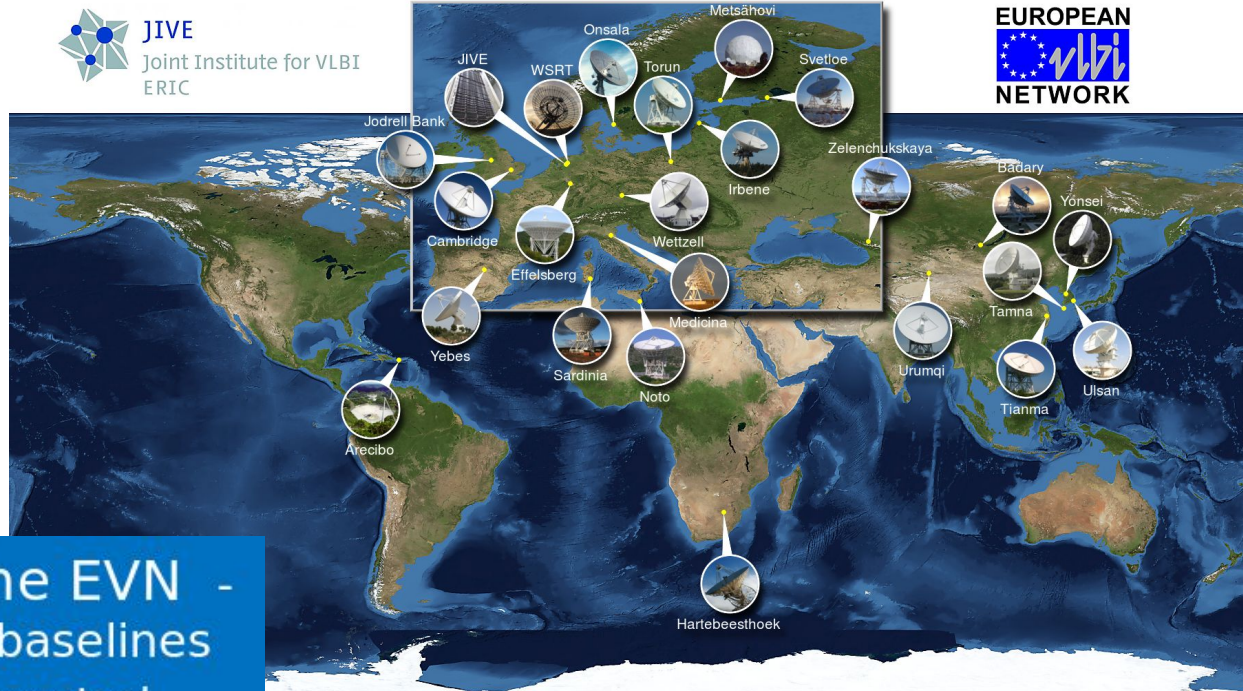 JIVE
Joint Institute for VLBI
ERIC
EUROPEAN
vlbi
NETWORK
Metsähovi
Onsala
JIVE
WSRT
Torun
Svetloe
Jodrell Bank
Irbene
Zelenchukskaya
Badary
Yonsei
Cambridge
Wettzell
Effelsberg
Medicina
Tamna
Yebes
Sardinia
Noto
Urumqi
Tianma
Ulsan
Arecibo
Hartebeesthoek
EVN -
baselines